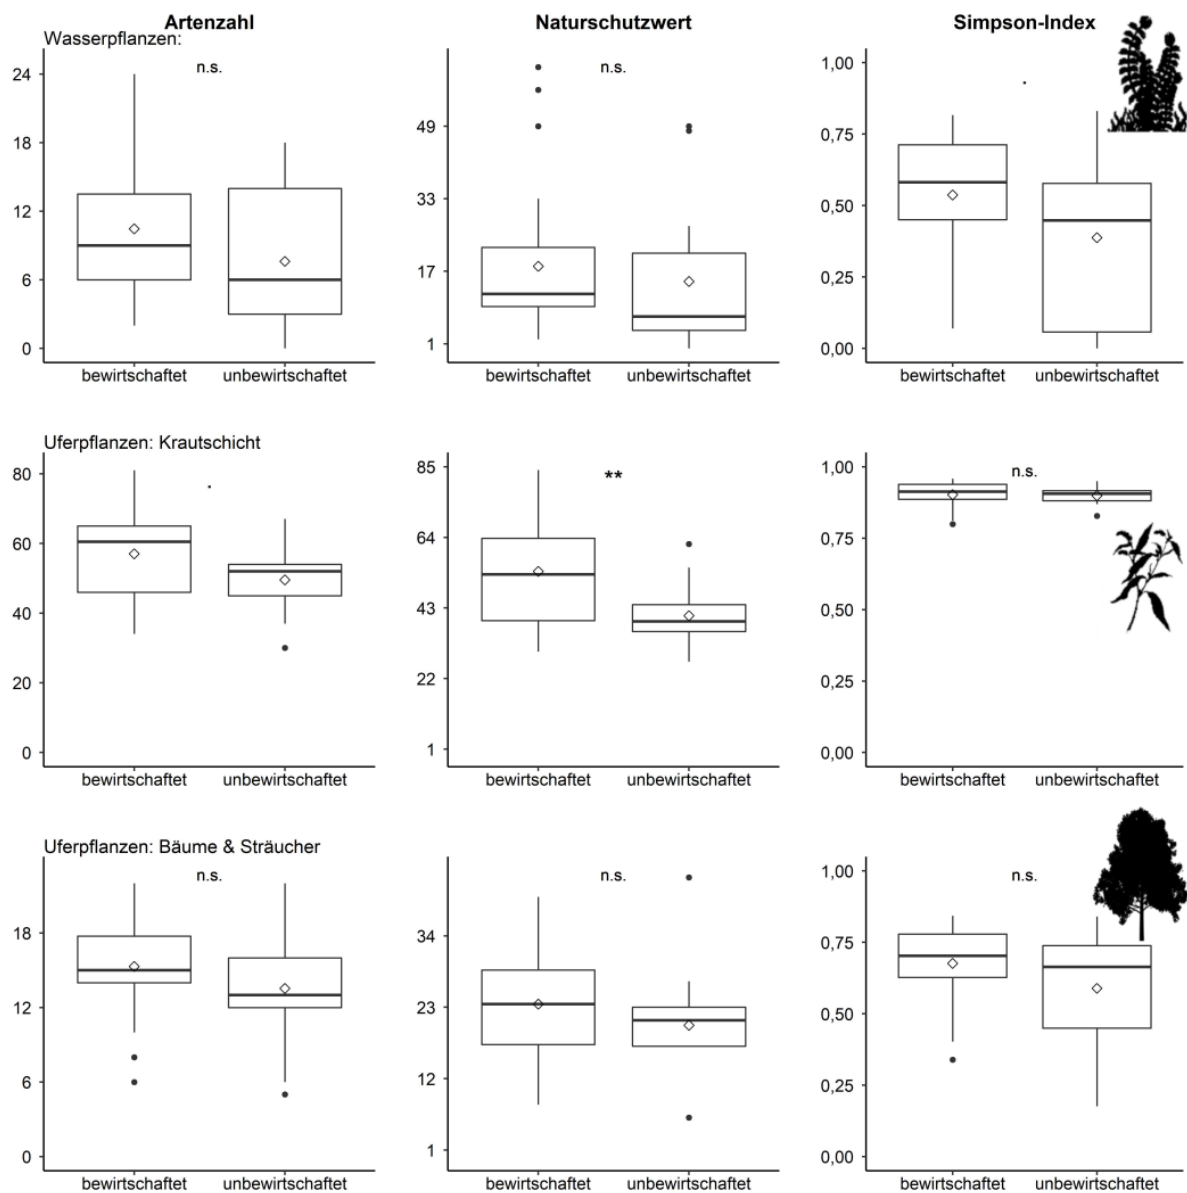 Artenzahl Naturschutzwert Simpson-Index
Wasserpflanzen:
n.s. n.s. .
24 18 12 6 0
49 33 17 1
1,00 0,75 0,50 0,25 0,00
bewirtschaftet unbewirtschaftet bewirtschaftet unbewirtschaftet bewirtschaftet unbewirtschaftet
Uferpflanzen: Krautschicht
. ** n.s.
80 60 40 20 0
85 64 43 22 1
1,00 0,75 0,50 0,25 0,00
bewirtschaftet unbewirtschaftet bewirtschaftet unbewirtschaftet bewirtschaftet unbewirtschaftet
Uferpflanzen: Bäume & Sträucher
n.s. n.s. n.s.
18 12 6 0
34 23 12 1
1,00 0,75 0,50 0,25 0,00
bewirtschaftet unbewirtschaftet bewirtschaftet unbewirtschaftet bewirtschaftet unbewirtschaftet